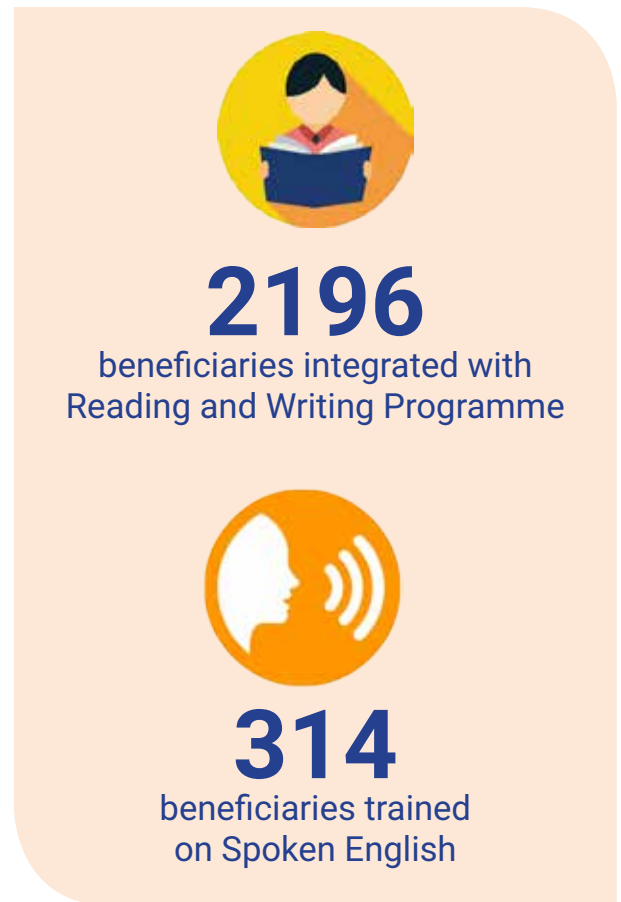 2196
beneficiaries integrated with
Reading and Writing Programme
314
beneficiaries trained
on Spoken English